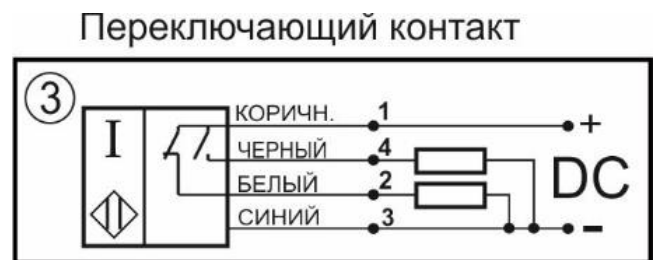 Переключающий контакт
3
I
КОРИЧН. 1 +
ЧЕРНЫЙ 4
БЕЛЫЙ 2 DC
СИНИЙ 3 -